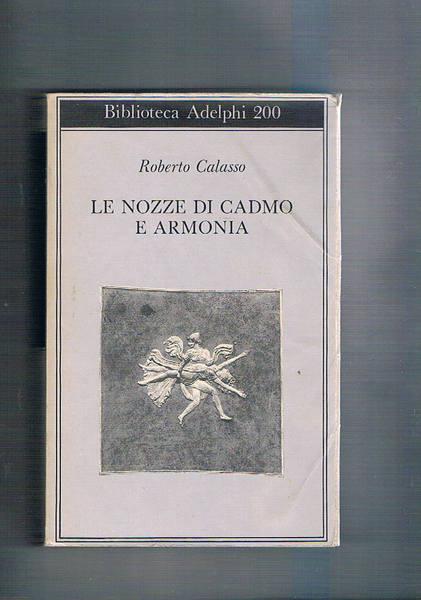 Biblioteca Adelphi 200
Roberto Calasso
LE NOZZE DI CADMO
E ARMONIA